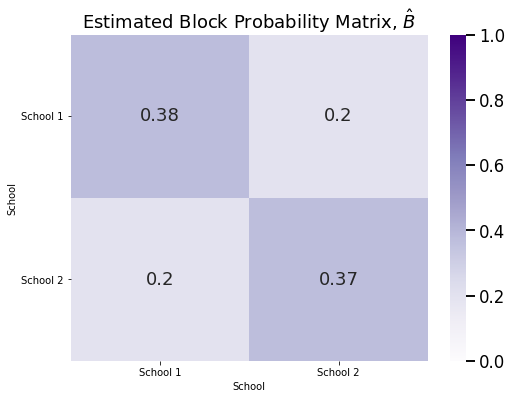 Estimated Block Probability Matrix, B̂
School 1
0.38
0.2
School
School 2
0.2
0.37
School 1
School 2
School
1.0
0.8
0.6
0.4
0.2
0.0